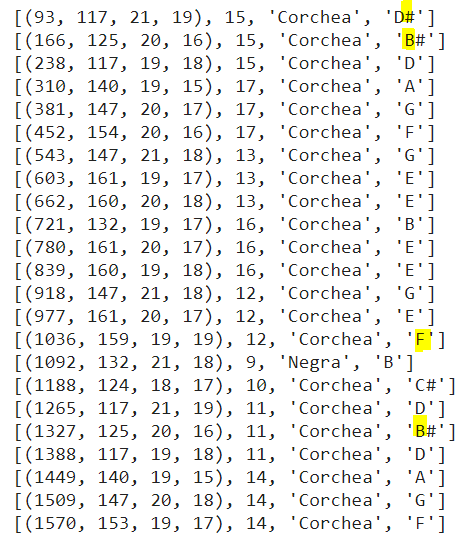 [(93, 117, 21, 19), 15, 'Corchea', 'D#']
[(166, 125, 20, 16), 15, 'Corchea', 'B#']
[(238, 117, 19, 18), 15, 'Corchea', 'D']
[(310, 140, 19, 15), 17, 'Corchea', 'A']
[(381, 147, 20, 17), 17, 'Corchea', 'G']
[(452, 154, 20, 16), 17, 'Corchea', 'F']
[(543, 147, 21, 18), 13, 'Corchea', 'G']
[(603, 161, 19, 17), 13, 'Corchea', 'E']
[(662, 160, 20, 18), 13, 'Corchea', 'E']
[(721, 132, 19, 17), 16, 'Corchea', 'B']
[(780, 161, 20, 17), 16, 'Corchea', 'E']
[(839, 160, 19, 18), 16, 'Corchea', 'E']
[(918, 147, 21, 18), 12, 'Corchea', 'G']
[(977, 161, 20, 17), 12, 'Corchea', 'E']
[(1036, 159, 19, 19), 12, 'Corchea', 'F']
[(1092, 132, 21, 18), 9, 'Negra', 'B']
[(1188, 124, 18, 17), 10, 'Corchea', 'C#']
[(1265, 117, 21, 19), 11, 'Corchea', 'D']
[(1327, 125, 20, 16), 11, 'Corchea', 'B#']
[(1388, 117, 19, 18), 11, 'Corchea', 'D']
[(1449, 140, 19, 15), 14, 'Corchea', 'A']
[(1509, 147, 20, 18), 14, 'Corchea', 'G']
[(1570, 153, 19, 17), 14, 'Corchea', 'F']